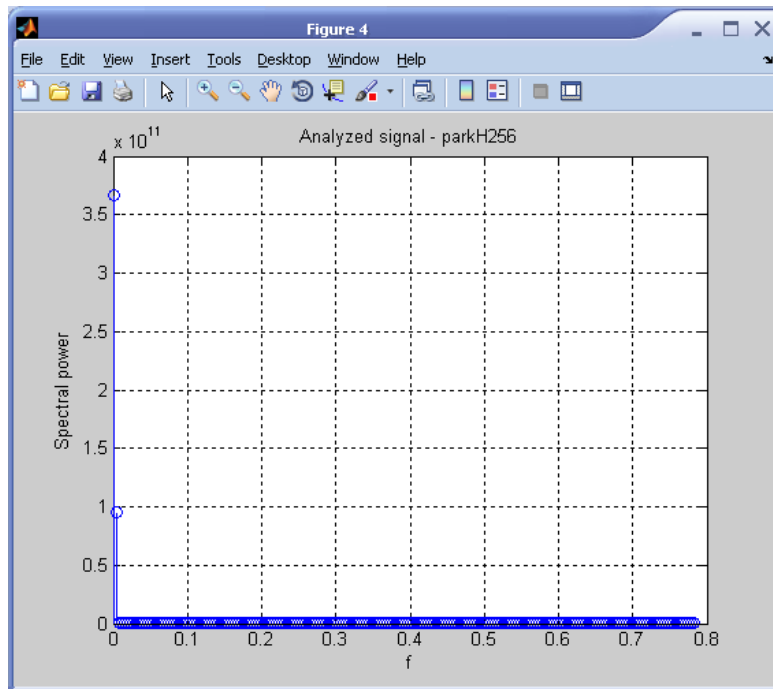 Figure 4
File Edit View Insert Tools Desktop Window Help
x 10^11
Analyzed signal - parkH256
4
3.5
3
2.5
2
1.5
1
0.5
0
Spectral power
0 0.1 0.2 0.3 0.4 0.5 0.6 0.7 0.8
f